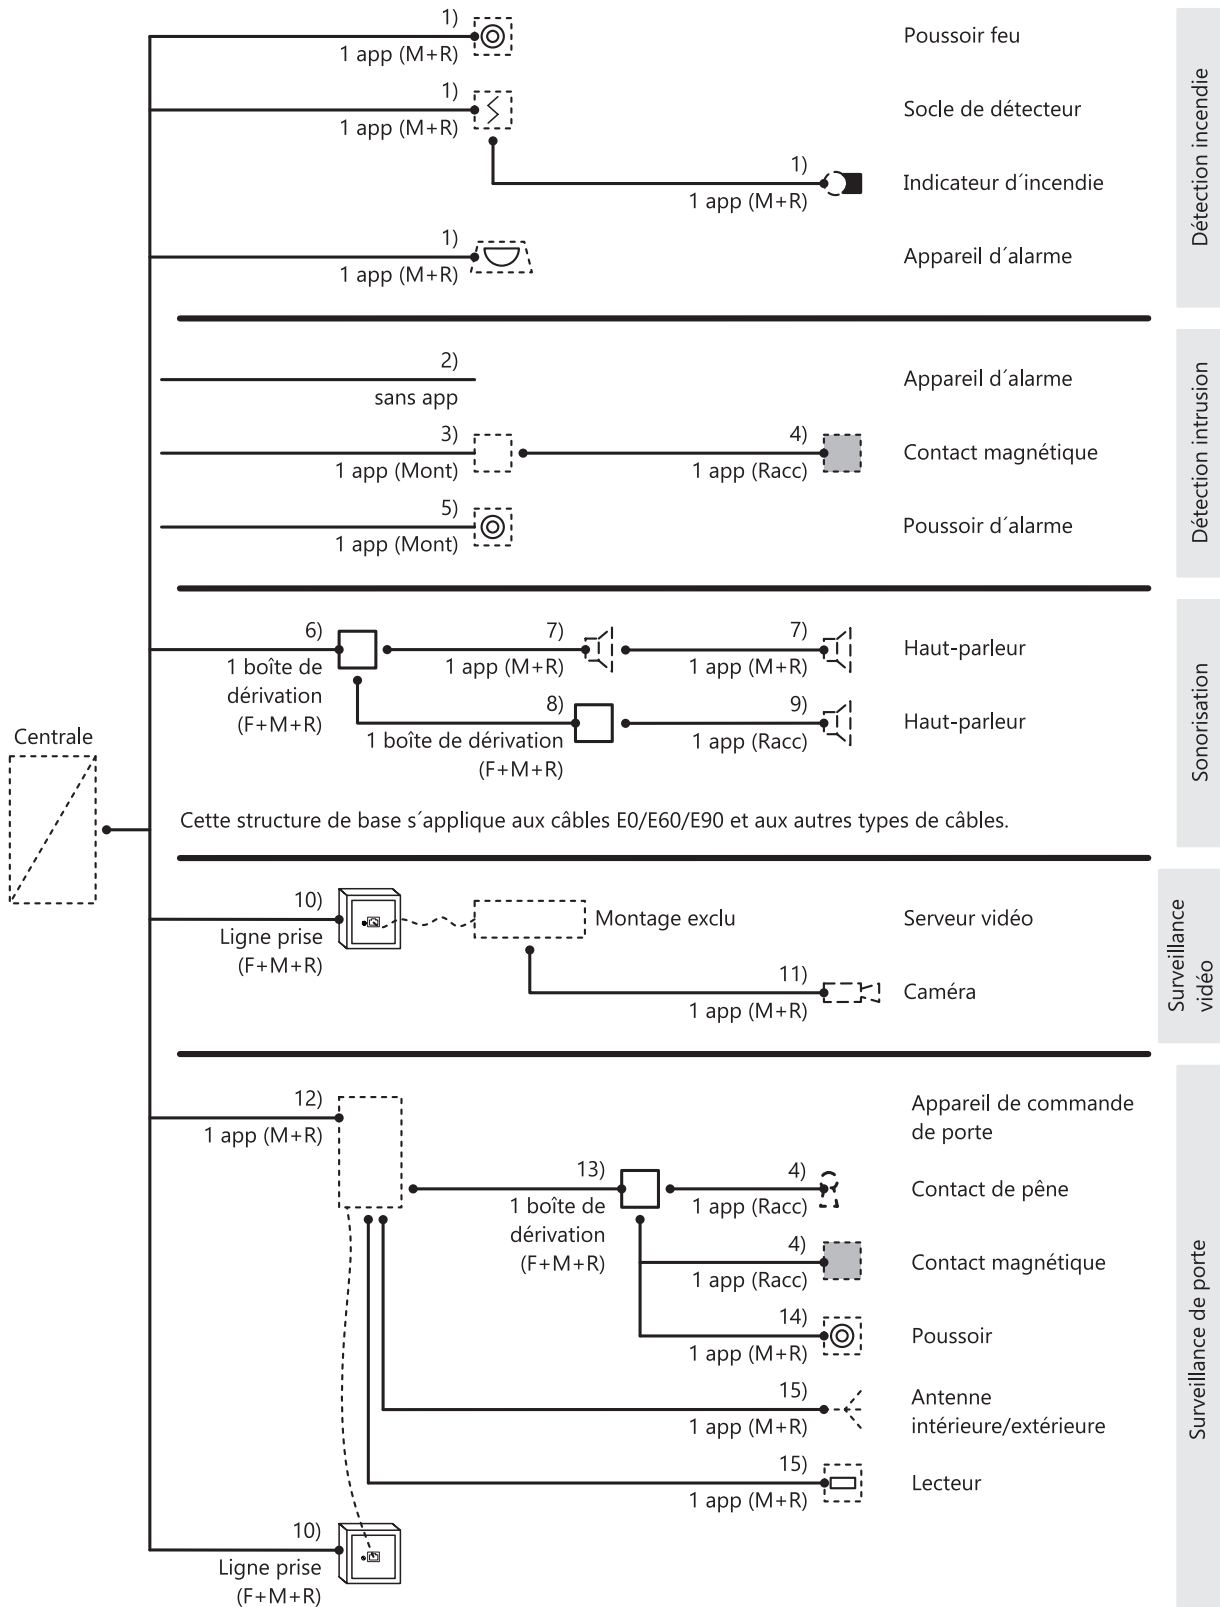 1)
1 app (M+R)
Poussoir feu
1)
1 app (M+R)
Socle de détecteur
1)
1 app (M+R)
Indicateur d´incendie
1)
1 app (M+R)
Appareil d´alarme
Détection incendie
2)
sans app
Appareil d´alarme
3)
1 app (Mont)
4)
1 app (Racc)
Contact magnétique
5)
1 app (Mont)
Poussoir d´alarme
Détection intrusion
6)
1 boîte de
dérivation
(F+M+R)
7)
1 app (M+R)
7)
1 app (M+R)
Haut-parleur
8)
1 boîte de dérivation
(F+M+R)
9)
1 app (Racc)
Haut-parleur
Sonorisation
Centrale
Cette structure de base s´applique aux câbles E0/E60/E90 et aux autres types de câbles.
10)
Ligne prise
(F+M+R)
Montage exclu
Serveur vidéo
11)
1 app (M+R)
Caméra
Surveillance
vidéo
12)
1 app (M+R)
Appareil de commande
de porte
13)
1 boîte de
dérivation
(F+M+R)
4)
1 app (Racc)
Contact de pêne
4)
1 app (Racc)
Contact magnétique
14)
1 app (M+R)
Poussoir
15)
1 app (M+R)
Antenne
intérieure/extérieure
15)
1 app (M+R)
Lecteur
10)
Ligne prise
(F+M+R)
Surveillance de porte